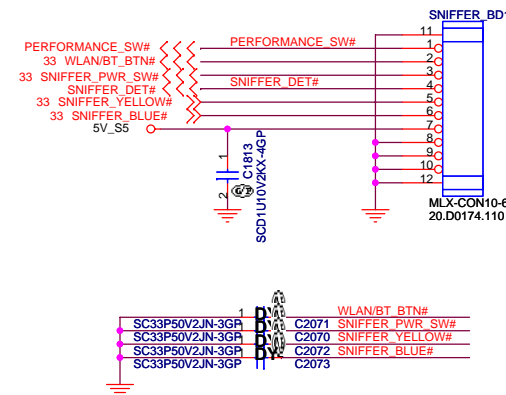 SNIFFER_BD1
11
PERFORMANCE_SW# PERFORMANCE_SW# 1
33 WLAN/BT_BTN# 2
33 SNIFFER_PWR_SW# 3
SNIFFER_DET# SNIFFER_DET# 4
33 SNIFFER_YELLOW# 5
33 SNIFFER_BLUE# 6
5V_S5 7
8
9
10
12
1
2
C1813
SCD1U10V2KX-4GP
MLX-CON10-6
20.D0174.110
1 WLAN/BT_BTN#
SC33P50V2JN-3GP C2071 SNIFFER_PWR_SW#
SC33P50V2JN-3GP C2070 SNIFFER_YELLOW#
SC33P50V2JN-3GP C2072 SNIFFER_BLUE#
SC33P50V2JN-3GP C2073